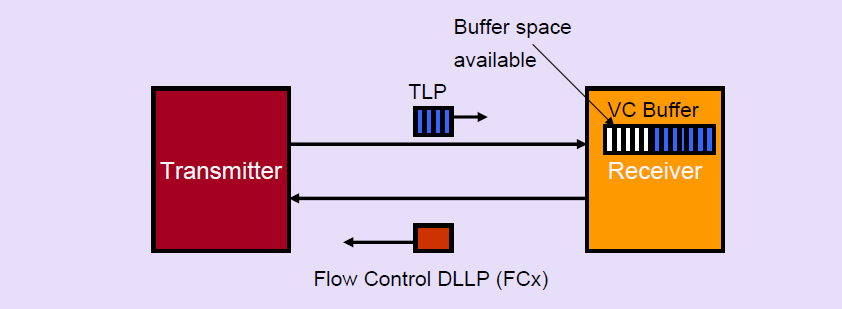 Buffer space
available
TLP
VC Buffer
Transmitter
Receiver
Flow Control DLLP (FCx)